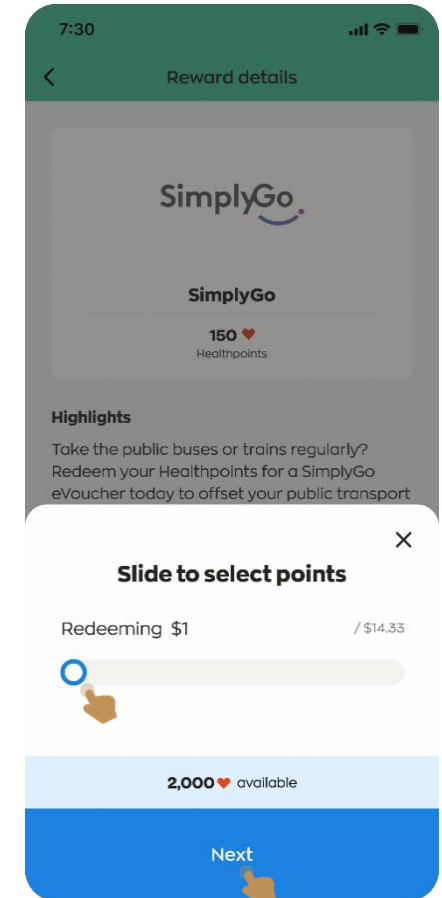 7:30
Reward details
SimplyGo
SimplyGo
150
Healthpoints
Highlights
Take the public buses or trains regularly?
Redeem your Healthpoints for a SimplyGo
eVoucher today to offset your public transport
Slide to select points
Redeeming $1 / $14.33
2,000 available
Next